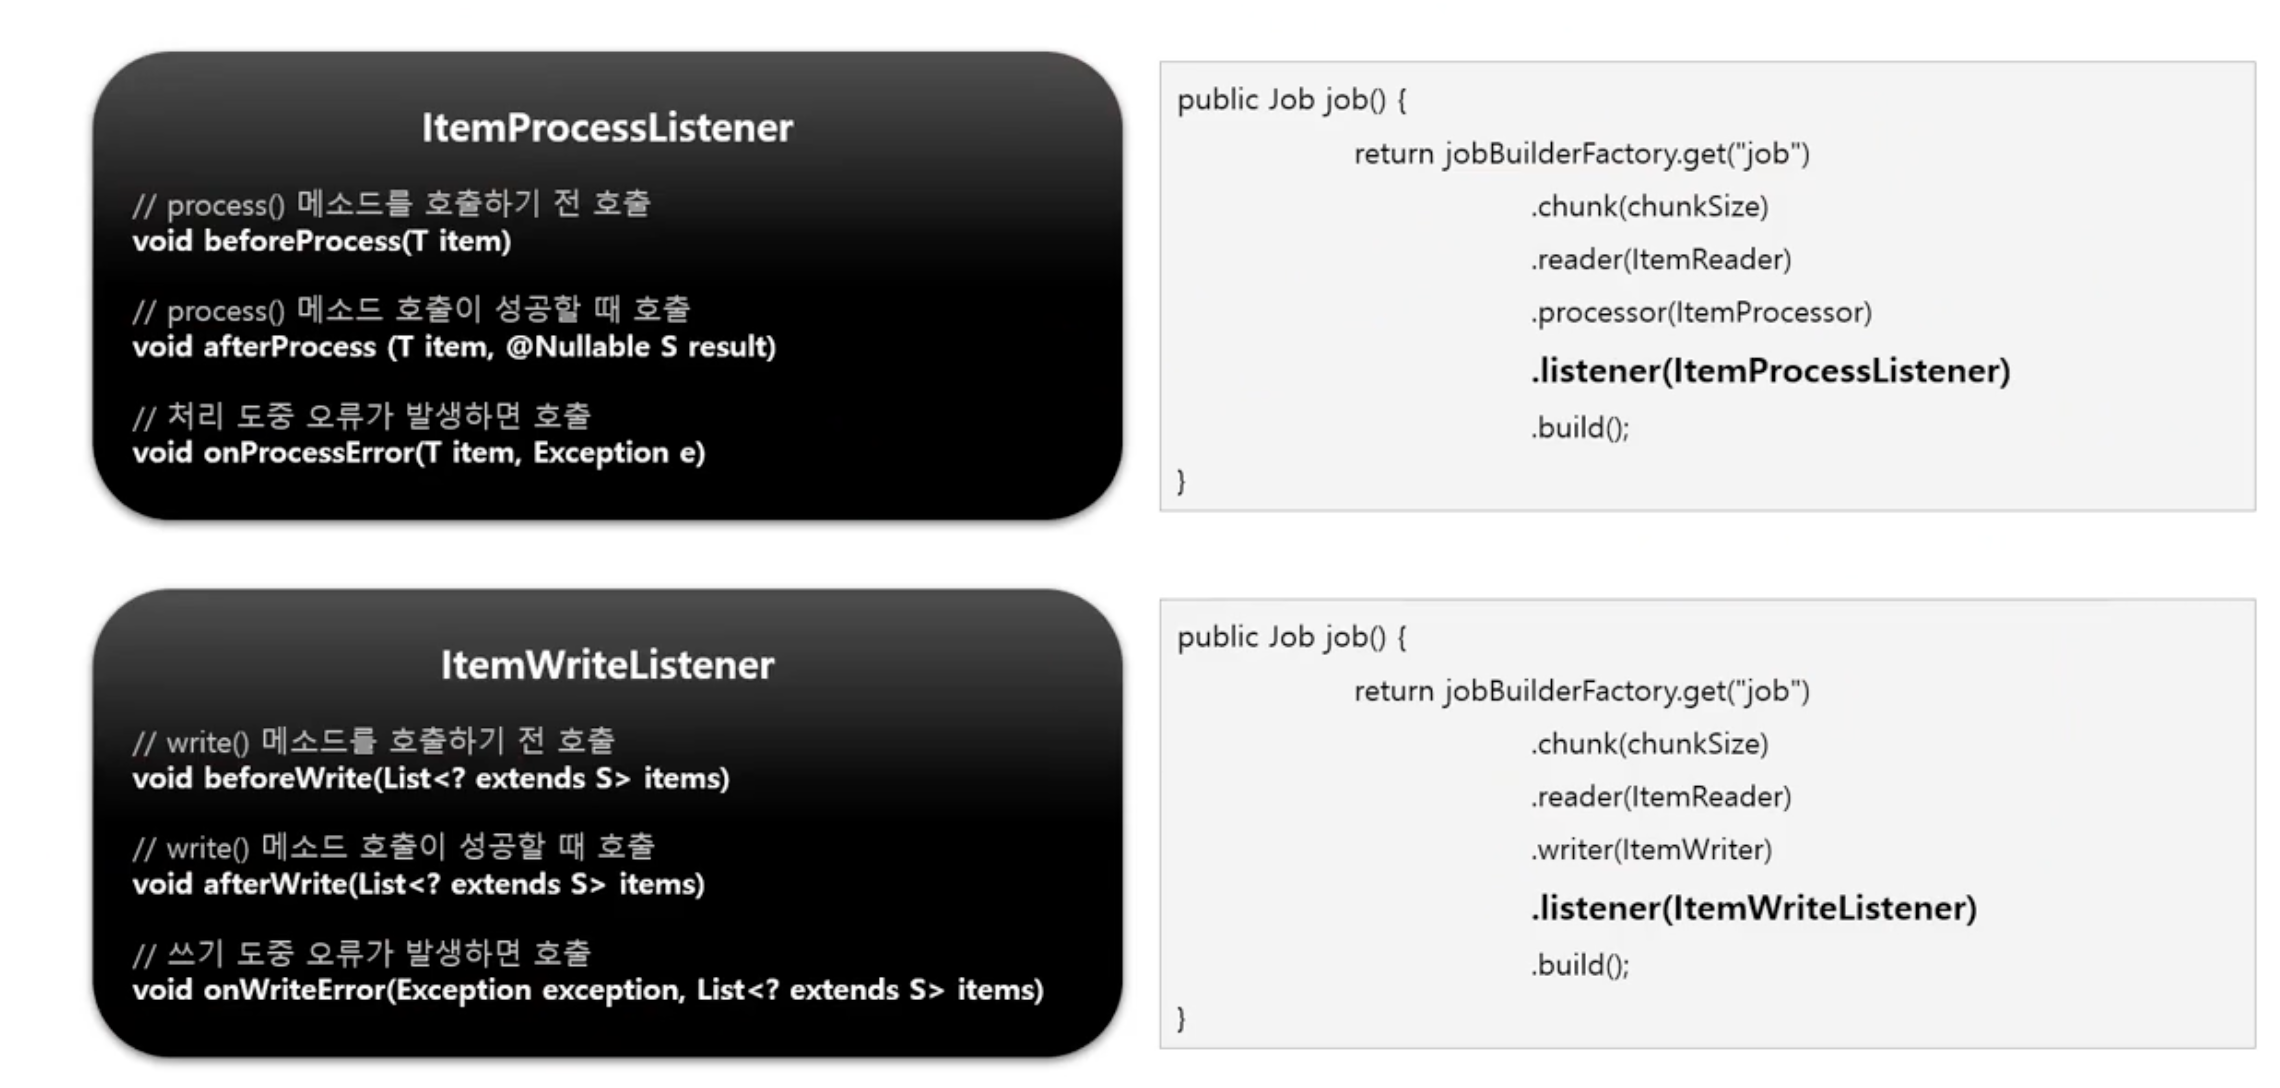 ItemProcessListener
// process() 메소드를 호출하기 전 호출
void beforeProcess(T item)
// process() 메소드 호출이 성공할 때 호출
void afterProcess (T item, @Nullable S result)
// 처리 도중 오류가 발생하면 호출
void onProcessError(T item, Exception e)
public Job job() {
return jobBuilderFactory.get("job")
.chunk(chunkSize)
.reader(ItemReader)
.processor(ItemProcessor)
.listener(ItemProcessListener)
.build();
}
ItemWriteListener
// write() 메소드를 호출하기 전 호출
void beforeWrite(List<? extends S> items)
// write() 메소드 호출이 성공할 때 호출
void afterWrite(List<? extends S> items)
// 쓰기 도중 오류가 발생하면 호출
void onWriteError(Exception exception, List<? extends S> items)
public Job job() {
return jobBuilderFactory.get("job")
.chunk(chunkSize)
.reader(ItemReader)
.writer(ItemWriter)
.listener(ItemWriteListener)
.build();
}